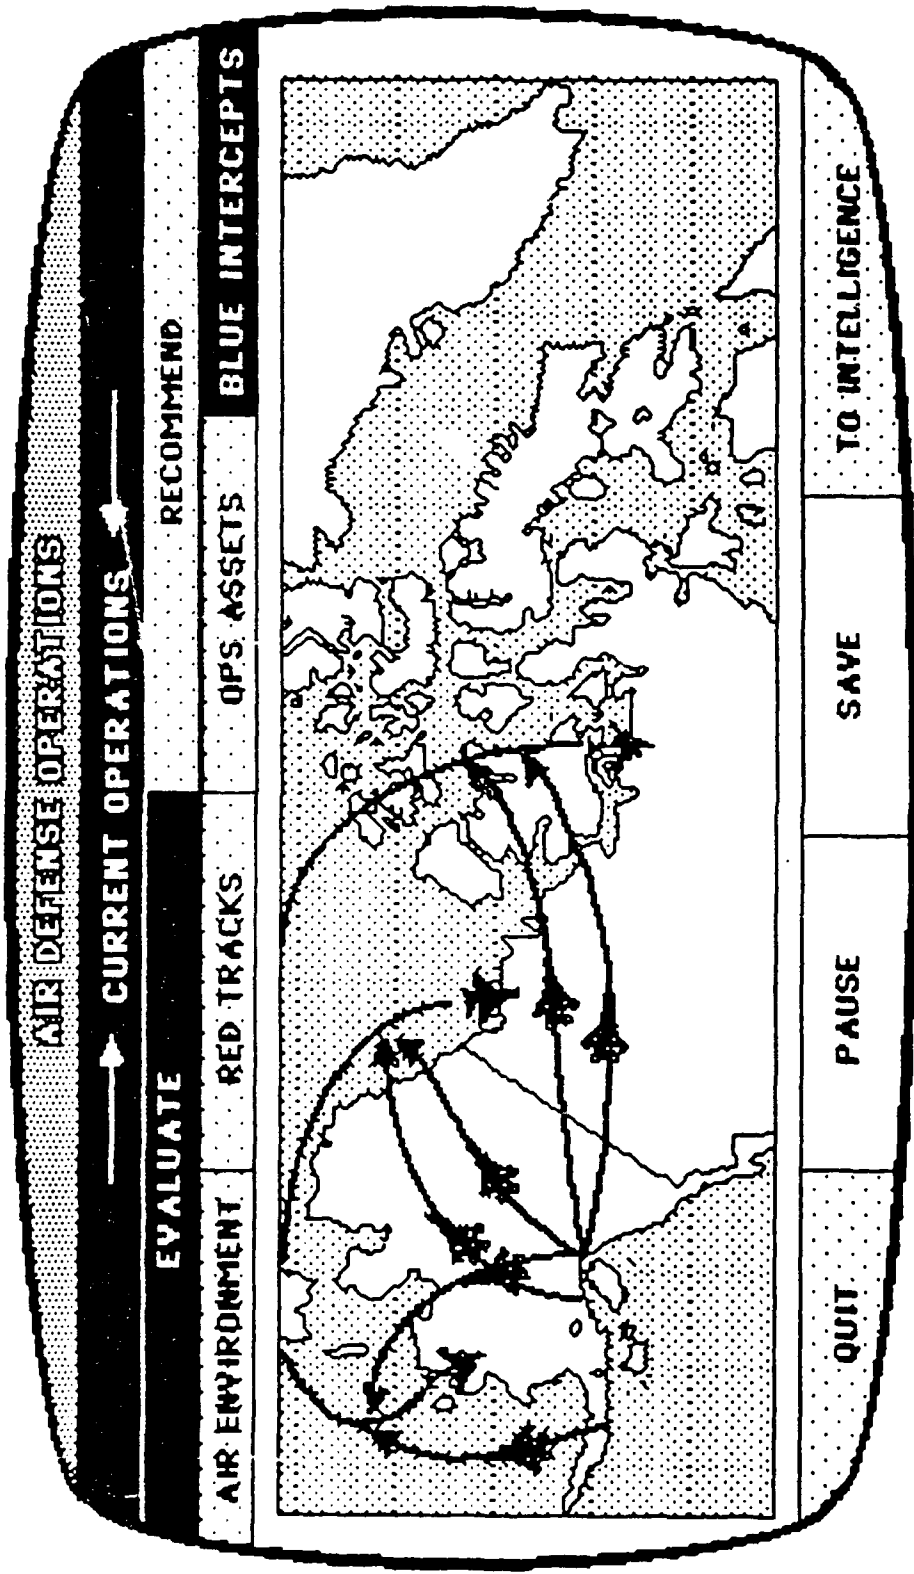 AIR DEFENSE OPERATIONS
CURRENT OPERATIONS
EVALUATE RECOMMEND
AIR ENVIRONMENT RED TRACKS OPS ASSETS BLUE INTERCEPTS
QUIT PAUSE SAVE TO INTELLIGENCE